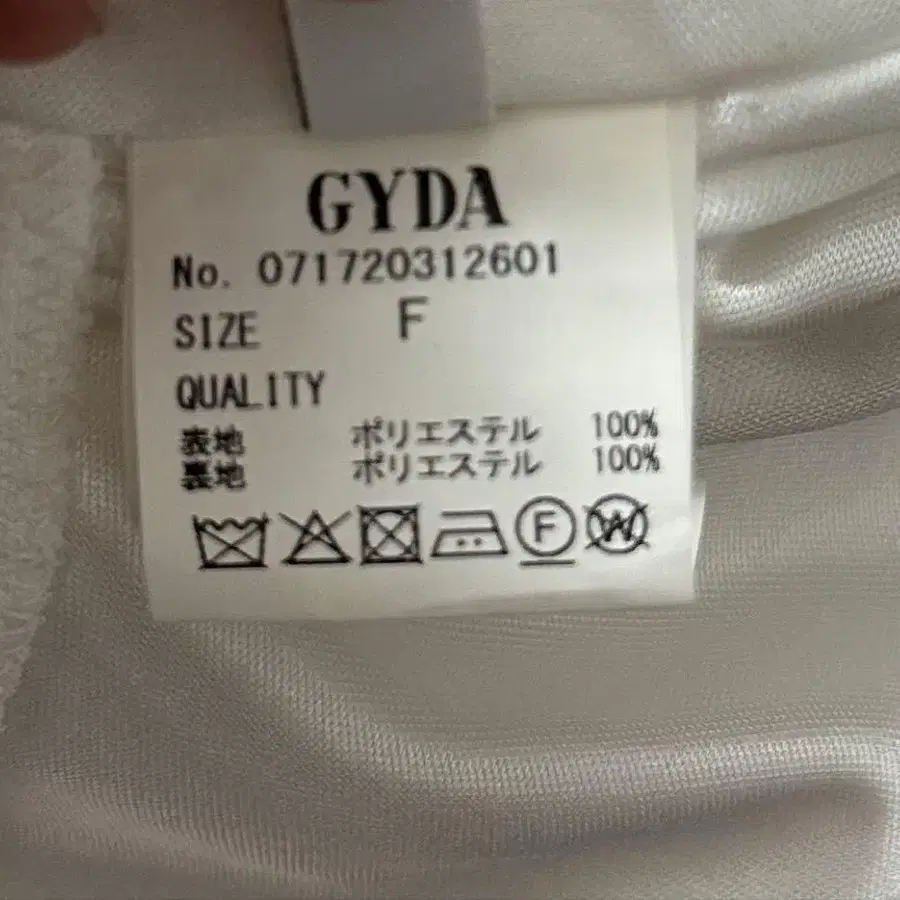 GYDA
No. 071720312601
SIZE F
QUALITY
表地 ポリエステル 100%
裏地 ポリエステル 100%
F W